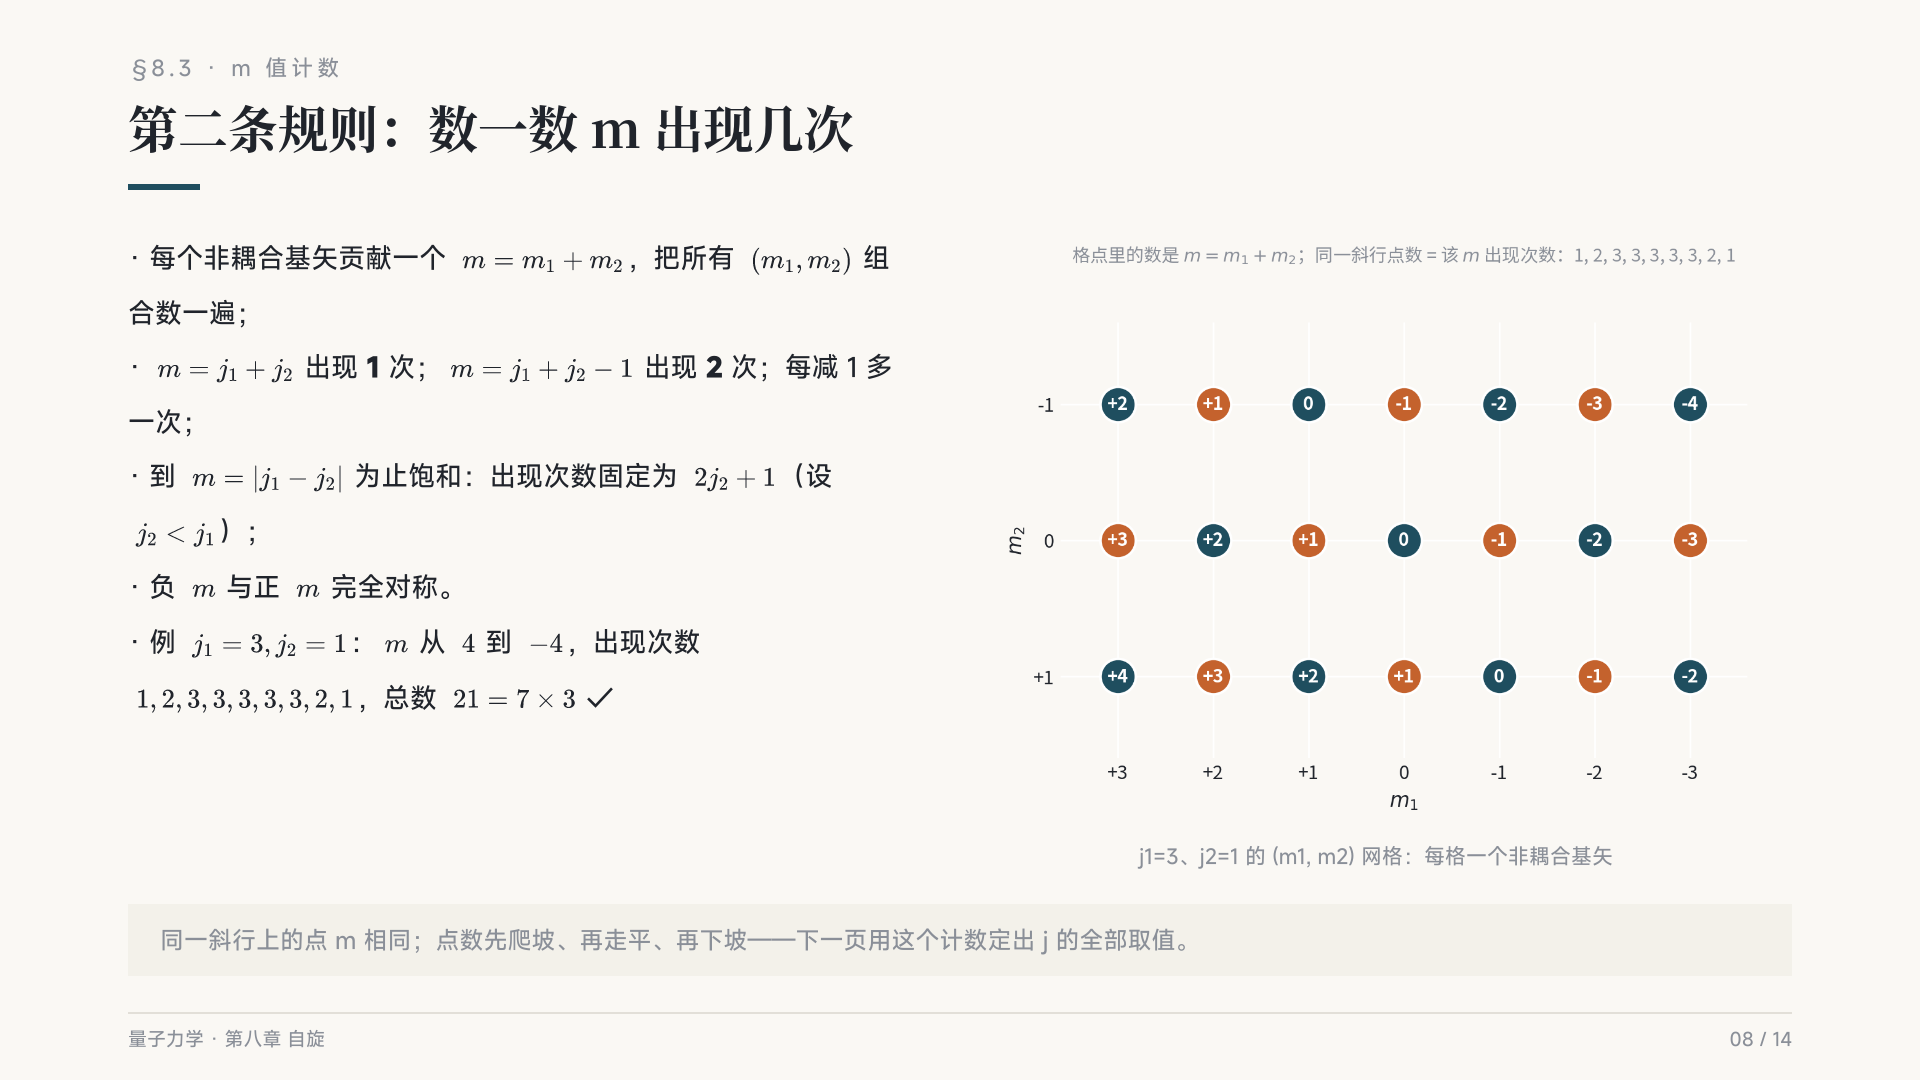 §8.3 · m 值计数
第二条规则：数一数 m 出现几次
· 每个非耦合基矢贡献一个 m = m₁ + m₂，把所有 (m₁, m₂) 组
合数一遍；
· m = j₁ + j₂ 出现 1 次； m = j₁ + j₂ − 1 出现 2 次；每减 1 多
一次；
· 到 m = |j₁ − j₂| 为止饱和：出现次数固定为 2j₂ + 1（设
j₂ < j₁）；
· 负 m 与正 m 完全对称。
· 例 j₁ = 3, j₂ = 1： m 从 4 到 −4，出现次数
1, 2, 3, 3, 3, 3, 3, 2, 1，总数 21 = 7 × 3 ✓
格点里的数是 m = m₁ + m₂；同一斜行点数 = 该 m 出现次数：1, 2, 3, 3, 3, 3, 3, 2, 1
-1 +2 +1 0 -1 -2 -3 -4
m₂
0 +3 +2 +1 0 -1 -2 -3
+1 +4 +3 +2 +1 0 -1 -2
+3 +2 +1 0 -1 -2 -3
m₁
j1=3、j2=1 的 (m1, m2) 网格：每格一个非耦合基矢
同一斜行上的点 m 相同；点数先爬坡、再走平、再下坡——下一页用这个计数定出 j 的全部取值。
量子力学 · 第八章 自旋
08 / 14